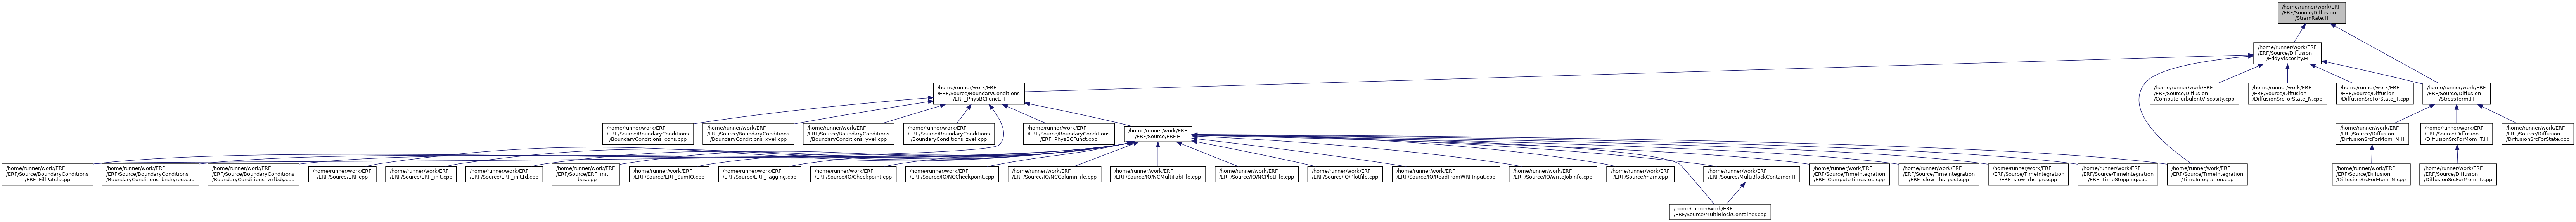 /home/runner/work/ERF
/ERF/Source/Diffusion
/StrainRate.H
/home/runner/work/ERF
/ERF/Source/Diffusion
/EddyViscosity.H
/home/runner/work/ERF
/ERF/Source/BoundaryConditions
/ERF_PhysBCFunct.H
/home/runner/work/ERF
/ERF/Source/Diffusion
/ComputeTurbulentViscosity.cpp
/home/runner/work/ERF
/ERF/Source/Diffusion
/DiffusionSrcForState_N.cpp
/home/runner/work/ERF
/ERF/Source/Diffusion
/DiffusionSrcForState_T.cpp
/home/runner/work/ERF
/ERF/Source/Diffusion
/StressTerm.H
/home/runner/work/ERF
/ERF/Source/BoundaryConditions
/BoundaryConditions_cons.cpp
/home/runner/work/ERF
/ERF/Source/BoundaryConditions
/BoundaryConditions_xvel.cpp
/home/runner/work/ERF
/ERF/Source/BoundaryConditions
/BoundaryConditions_yvel.cpp
/home/runner/work/ERF
/ERF/Source/BoundaryConditions
/BoundaryConditions_zvel.cpp
/home/runner/work/ERF
/ERF/Source/BoundaryConditions
/ERF_PhysBCFunct.cpp
/home/runner/work/ERF
/ERF/Source/ERF.H
/home/runner/work/ERF
/ERF/Source/Diffusion
/DiffusionSrcForMom_N.H
/home/runner/work/ERF
/ERF/Source/Diffusion
/DiffusionSrcForMom_T.H
/home/runner/work/ERF
/ERF/Source/Diffusion
/DiffusionSrcForState.cpp
/home/runner/work/ERF
/ERF/Source/BoundaryConditions
/ERF_FillPatch.cpp
/home/runner/work/ERF
/ERF/Source/BoundaryConditions
/BoundaryConditions_bndryreg.cpp
/home/runner/work/ERF
/ERF/Source/BoundaryConditions
/BoundaryConditions_wrfbdy.cpp
/home/runner/work/ERF
/ERF/Source/ERF.cpp
/home/runner/work/ERF
/ERF/Source/ERF_init.cpp
/home/runner/work/ERF
/ERF/Source/ERF_init1d.cpp
/home/runner/work/ERF
/ERF/Source/ERF_init
_bcs.cpp
/home/runner/work/ERF
/ERF/Source/ERF_SumIQ.cpp
/home/runner/work/ERF
/ERF/Source/ERF_Tagging.cpp
/home/runner/work/ERF
/ERF/Source/IO/Checkpoint.cpp
/home/runner/work/ERF
/ERF/Source/IO/NCCheckpoint.cpp
/home/runner/work/ERF
/ERF/Source/IO/NCColumnFile.cpp
/home/runner/work/ERF
/ERF/Source/IO/NCMultiFabFile.cpp
/home/runner/work/ERF
/ERF/Source/IO/NCPlotFile.cpp
/home/runner/work/ERF
/ERF/Source/IO/Plotfile.cpp
/home/runner/work/ERF
/ERF/Source/IO/ReadFromWRFInput.cpp
/home/runner/work/ERF
/ERF/Source/IO/writeJobInfo.cpp
/home/runner/work/ERF
/ERF/Source/main.cpp
/home/runner/work/ERF
/ERF/Source/MultiBlockContainer.H
/home/runner/work/ERF
/ERF/Source/TimeIntegration
/ERF_ComputeTimestep.cpp
/home/runner/work/ERF
/ERF/Source/TimeIntegration
/ERF_slow_rhs_post.cpp
/home/runner/work/ERF
/ERF/Source/TimeIntegration
/ERF_slow_rhs_pre.cpp
/home/runner/work/ERF
/ERF/Source/TimeIntegration
/ERF_TimeStepping.cpp
/home/runner/work/ERF
/ERF/Source/TimeIntegration
/TimeIntegration.cpp
/home/runner/work/ERF
/ERF/Source/Diffusion
/DiffusionSrcForMom_N.cpp
/home/runner/work/ERF
/ERF/Source/Diffusion
/DiffusionSrcForMom_T.cpp
/home/runner/work/ERF
/ERF/Source/MultiBlockContainer.cpp